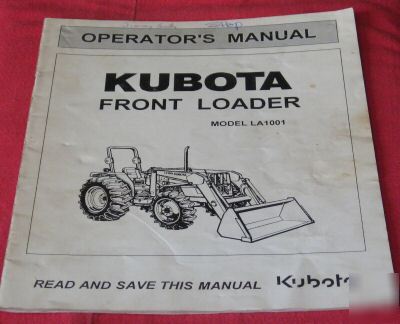 OPERATOR'S MANUAL
KUBOTA
FRONT LOADER
MODEL LA1001
READ AND SAVE THIS MANUAL Kubota